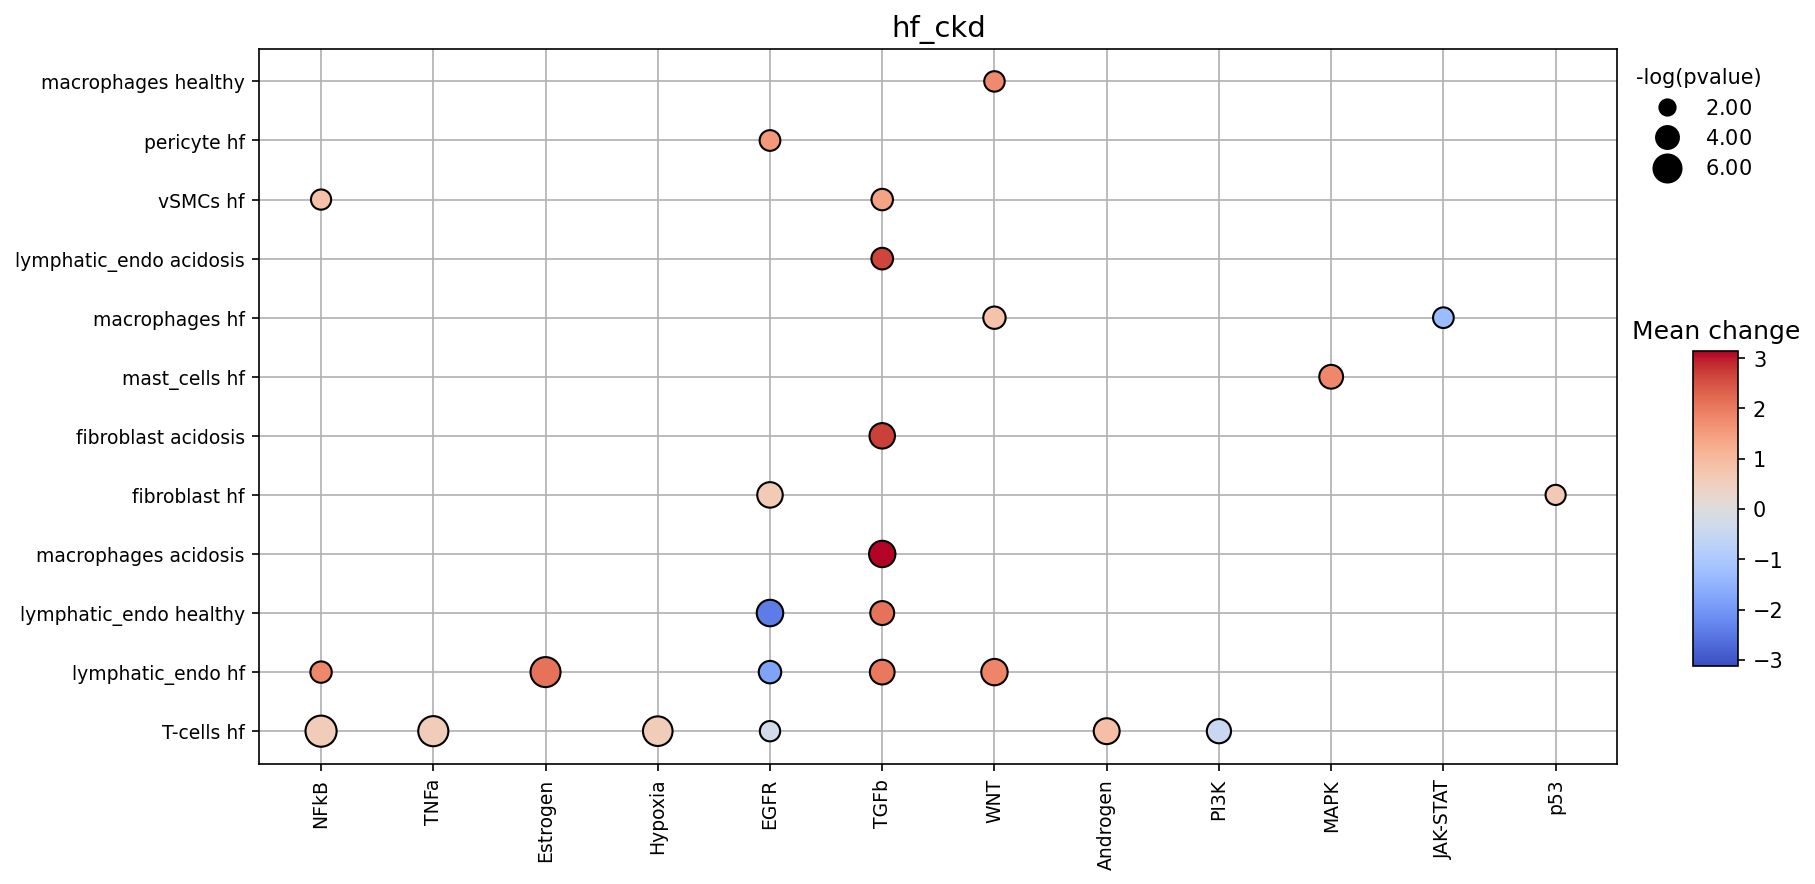 hf_ckd
macrophages healthy
pericyte hf
vSMCs hf
lymphatic_endo acidosis
macrophages hf
mast_cells hf
fibroblast acidosis
fibroblast hf
macrophages acidosis
lymphatic_endo healthy
lymphatic_endo hf
T-cells hf
NFkB
TNFa
Estrogen
Hypoxia
EGFR
TGFb
WNT
Androgen
PI3K
MAPK
JAK-STAT
p53
-log(pvalue)
2.00
4.00
6.00
Mean change
3
2
1
0
−1
−2
−3